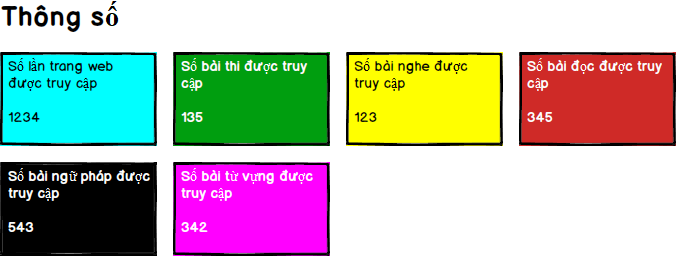 Thông số
Số lần trang web
được truy cập
1234
Số bài thi được truy
cập
135
Số bài nghe được
truy cập
123
Số bài đọc được truy
cập
345
Số bài ngữ pháp được
truy cập
543
Số bài từ vựng được
truy cập
342